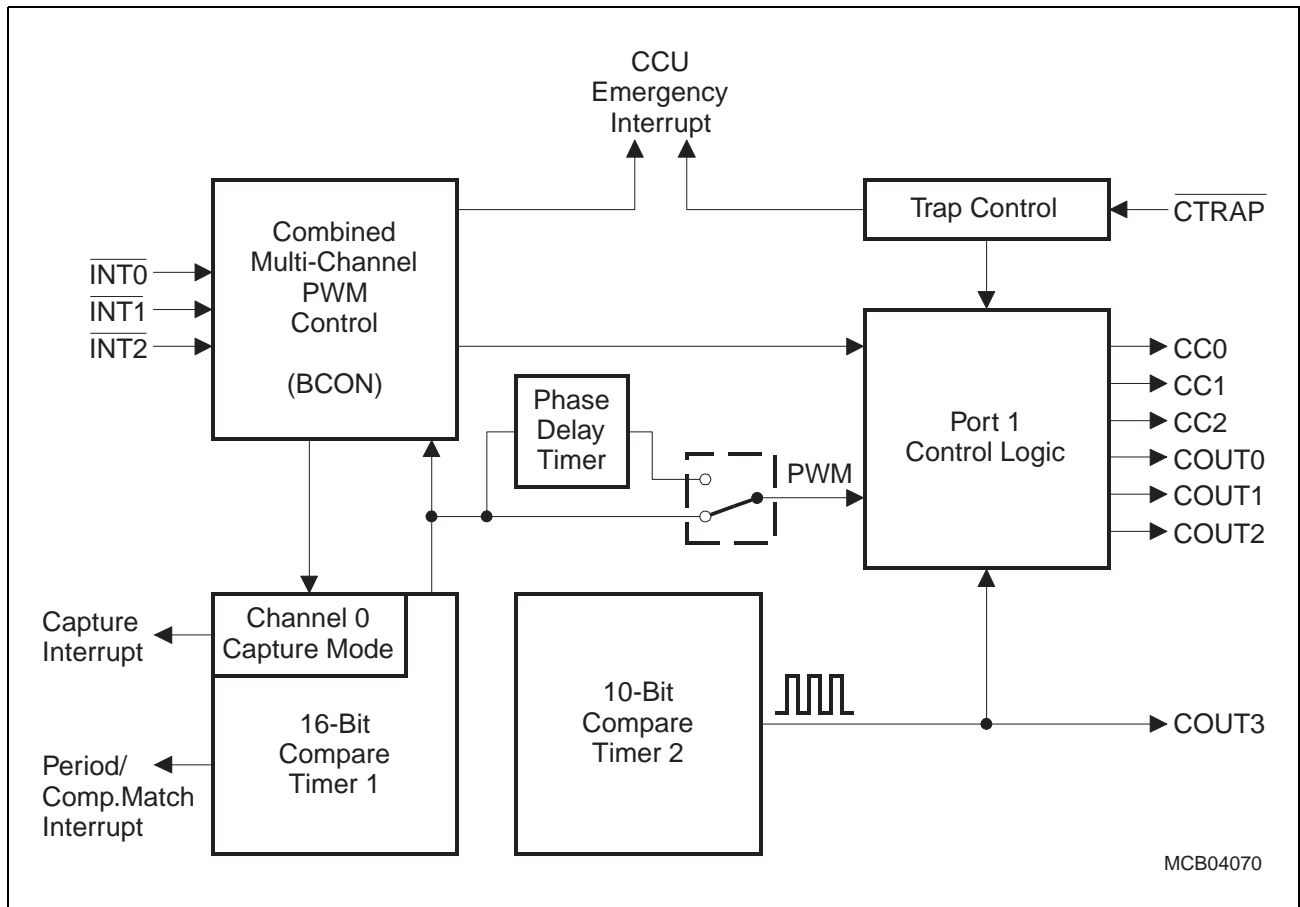 CCU
Emergency
Interrupt
Trap Control
CTRAP
Combined
Multi-Channel
PWM
Control
(BCON)
INT0
INT1
INT2
Phase
Delay
Timer
PWM
Port 1
Control Logic
CC0
CC1
CC2
COUT0
COUT1
COUT2
Capture
Interrupt
Channel 0
Capture Mode
16-Bit
Compare
Timer 1
Period/
Comp.Match
Interrupt
10-Bit
Compare
Timer 2
COUT3
MCB04070